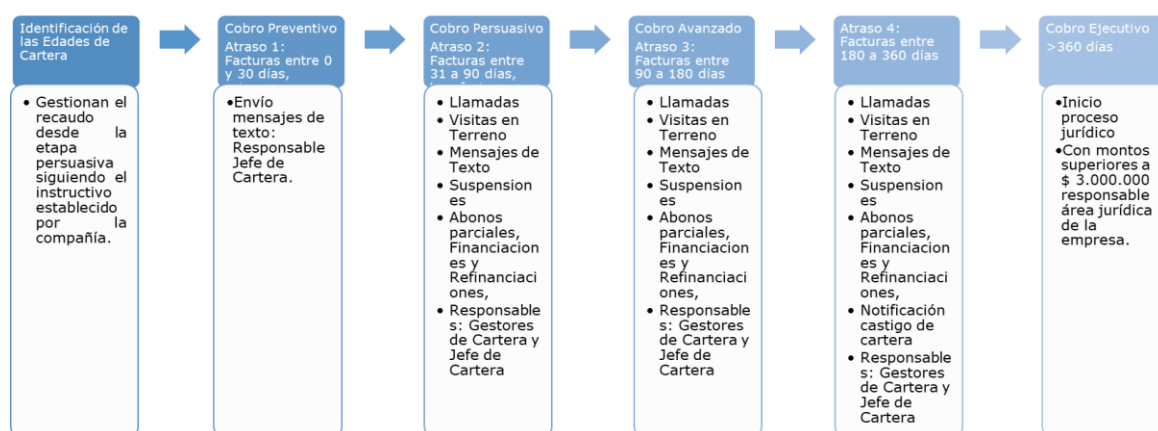 Identificación de
las Edades de
Cartera
• Gestionan el
recaudo
desde la
etapa
persuasiva
siguiendo el
instructivo
establecido
por la
compañía.
Cobro Preventivo
Atraso 1:
Facturas entre 0
y 30 días,
•Envío
mensajes de
texto:
Responsable
Jefe de
Cartera.
Cobro Persuasivo
Atraso 2:
Facturas entre
31 a 90 días,
• Llamadas
• Visitas en
Terreno
• Mensajes de
Texto
• Suspension
es
• Abonos
parciales,
Financiacion
es y
Refinanciaci
ones,
• Responsable
s: Gestores
de Cartera y
Jefe de
Cartera
Cobro Avanzado
Atraso 3:
Facturas entre
90 a 180 días
• Llamadas
• Visitas en
Terreno
• Mensajes de
Texto
• Suspension
es
• Abonos
parciales,
Financiacion
es y
Refinanciaci
ones,
• Responsable
s: Gestores
de Cartera y
Jefe de
Cartera
Atraso 4:
Facturas entre
180 a 360 días
• Llamadas
• Visitas en
Terreno
• Mensajes de
Texto
• Suspension
es
• Abonos
parciales,
Financiacion
es y
Refinanciaci
ones,
• Notificación
castigo de
cartera
• Responsable
s: Gestores
de Cartera y
Jefe de
Cartera
Cobro Ejecutivo
>360 días
•Inicio
proceso
jurídico
•Con montos
superiores a
$ 3.000.000
responsable
área jurídica
de la
empresa.